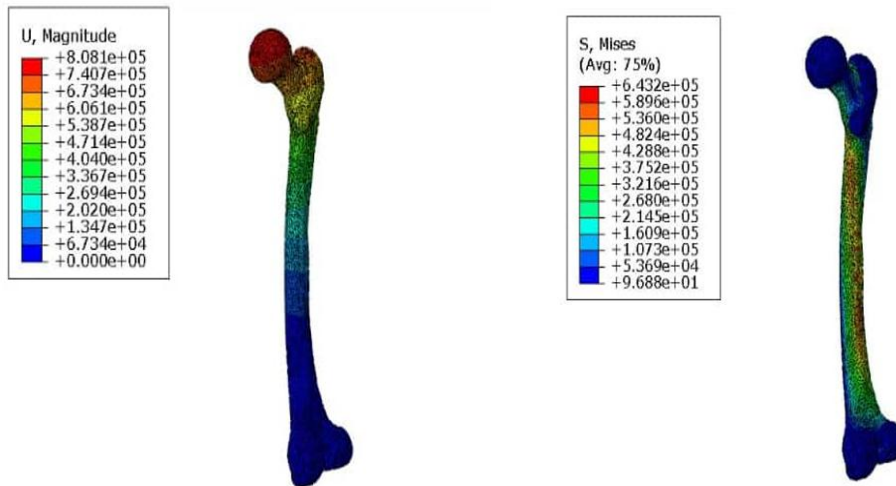 U, Magnitude
+8.081e+05
+7.407e+05
+6.734e+05
+6.061e+05
+5.387e+05
+4.714e+05
+4.040e+05
+3.367e+05
+2.694e+05
+2.020e+05
+1.347e+05
+6.734e+04
+0.000e+00
S, Mises
(Avg: 75%)
+6.432e+05
+5.896e+05
+5.360e+05
+4.824e+05
+4.288e+05
+3.752e+05
+3.216e+05
+2.680e+05
+2.145e+05
+1.609e+05
+1.073e+05
+5.369e+04
+9.688e+01